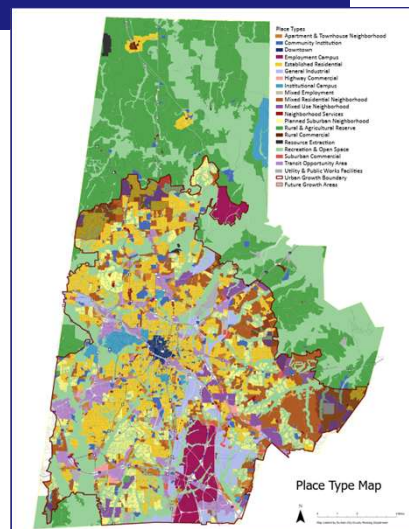 Place Types
Apartment & Townhouse Neighborhood
Community Institution
Downtown
Employment Campus
Established Residential
General Industrial
Highway Commercial
Institutional Campus
Mixed Employment
Mixed Residential Neighborhood
Mixed Use Neighborhood
Neighborhood Services
Planned Suburban Neighborhood
Rural & Agricultural Reserve
Rural Commercial
Resource Extraction
Recreation & Open Space
Suburban Commercial
Transit Opportunity Area
Utility & Public Works Facilities
Urban Growth Boundary
Future Growth Areas
Place Type Map
N